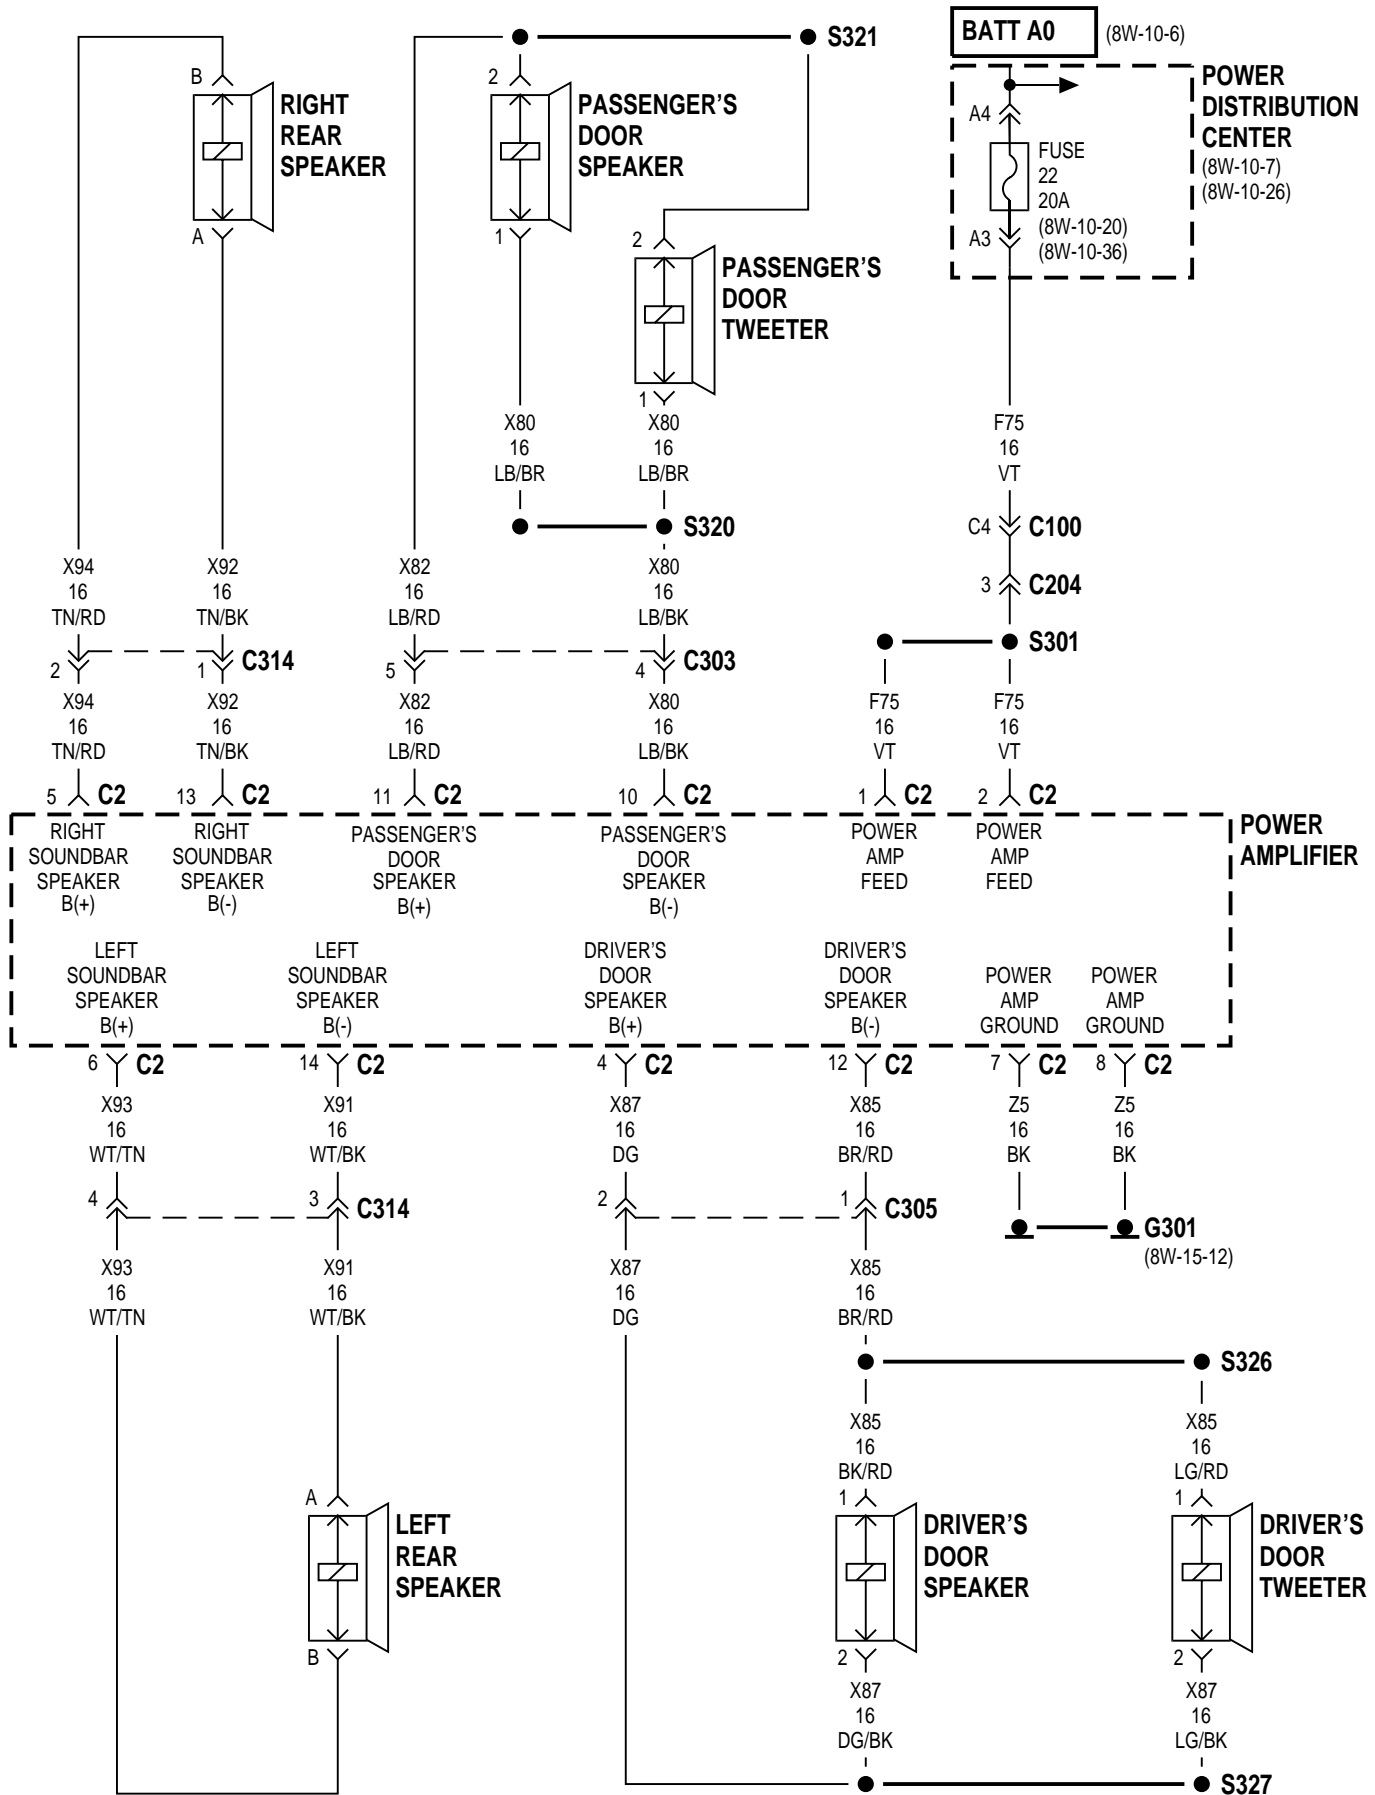 BATT A0 (8W-10-6)
S321
B
2
RIGHT
REAR
SPEAKER
PASSENGER'S
DOOR
SPEAKER
POWER
DISTRIBUTION
CENTER
(8W-10-7)
(8W-10-26)
A4
FUSE
22
20A
(8W-10-20)
(8W-10-36)
A3
A
1
2
PASSENGER'S
DOOR
TWEETER
1
X80
16
LB/BR
X80
16
LB/BR
F75
16
VT
S320
C4 C100
3 C204
X94
16
TN/RD
X92
16
TN/BK
X82
16
LB/RD
X80
16
LB/BK
S301
2
1 C314
5
4 C303
X94
16
TN/RD
X92
16
TN/BK
X82
16
LB/RD
X80
16
LB/BK
F75
16
VT
F75
16
VT
5 C2
13 C2
11 C2
10 C2
1 C2
2 C2
POWER
AMPLIFIER
RIGHT
SOUNDBAR
SPEAKER
B(+)
RIGHT
SOUNDBAR
SPEAKER
B(-)
PASSENGER'S
DOOR
SPEAKER
B(+)
PASSENGER'S
DOOR
SPEAKER
B(-)
POWER
AMP
FEED
POWER
AMP
FEED
LEFT
SOUNDBAR
SPEAKER
B(+)
LEFT
SOUNDBAR
SPEAKER
B(-)
DRIVER'S
DOOR
SPEAKER
B(+)
DRIVER'S
DOOR
SPEAKER
B(-)
POWER
AMP
GROUND
POWER
AMP
GROUND
6 C2
14 C2
4 C2
12 C2
7 C2
8 C2
X93
16
WT/TN
X91
16
WT/BK
X87
16
DG
X85
16
BR/RD
Z5
16
BK
Z5
16
BK
4
3 C314
2
1 C305
G301
(8W-15-12)
X93
16
WT/TN
X91
16
WT/BK
X87
16
DG
X85
16
BR/RD
S326
X85
16
BK/RD
X85
16
LG/RD
A
1
1
LEFT
REAR
SPEAKER
DRIVER'S
DOOR
SPEAKER
DRIVER'S
DOOR
TWEETER
B
2
2
X87
16
DG/BK
X87
16
LG/BK
S327